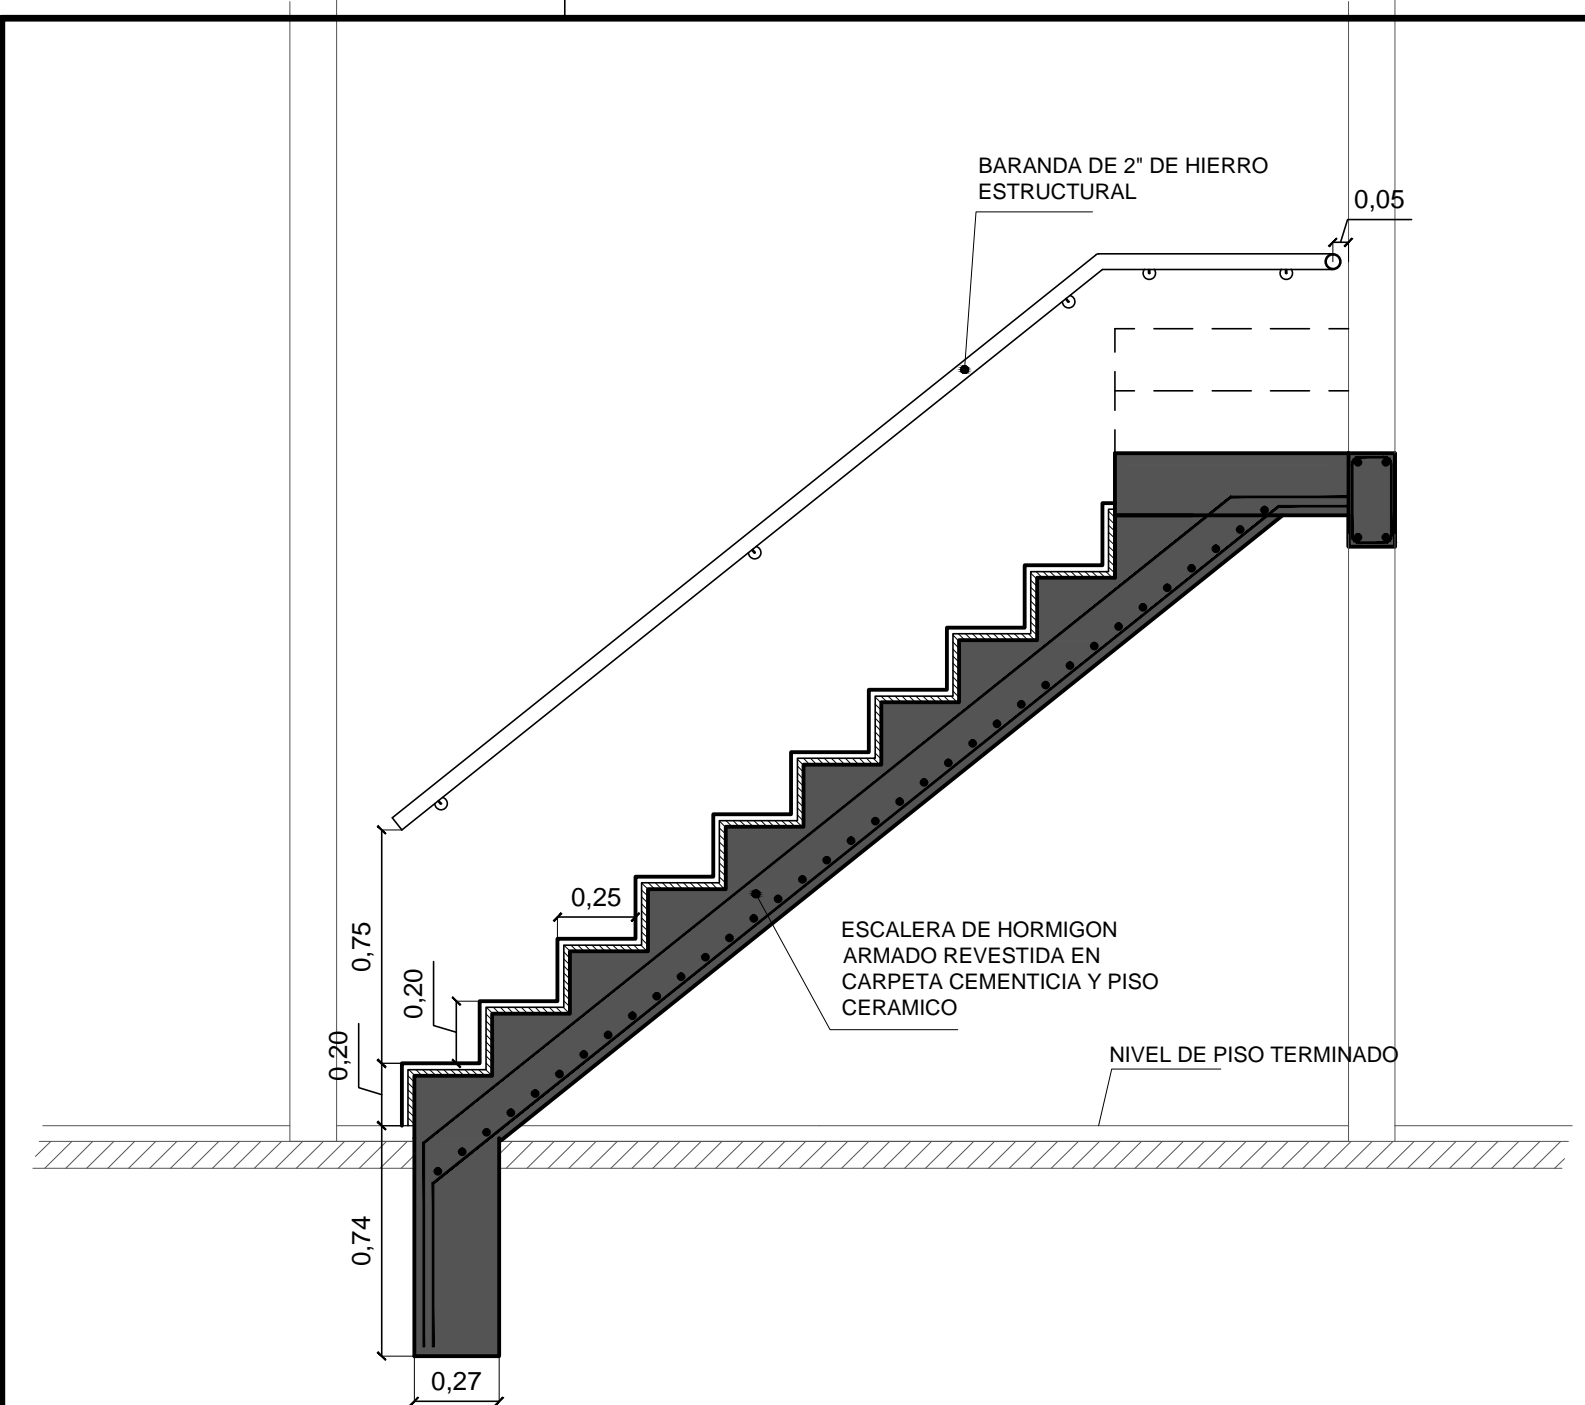 BARANDA DE 2" DE HIERRO
ESTRUCTURAL
0,05
0,25
0,75
0,20
0,20
ESCALERA DE HORMIGON
ARMADO REVESTIDA EN
CARPETA CEMENTICIA Y PISO
CERAMICO
NIVEL DE PISO TERMINADO
0,74
0,27